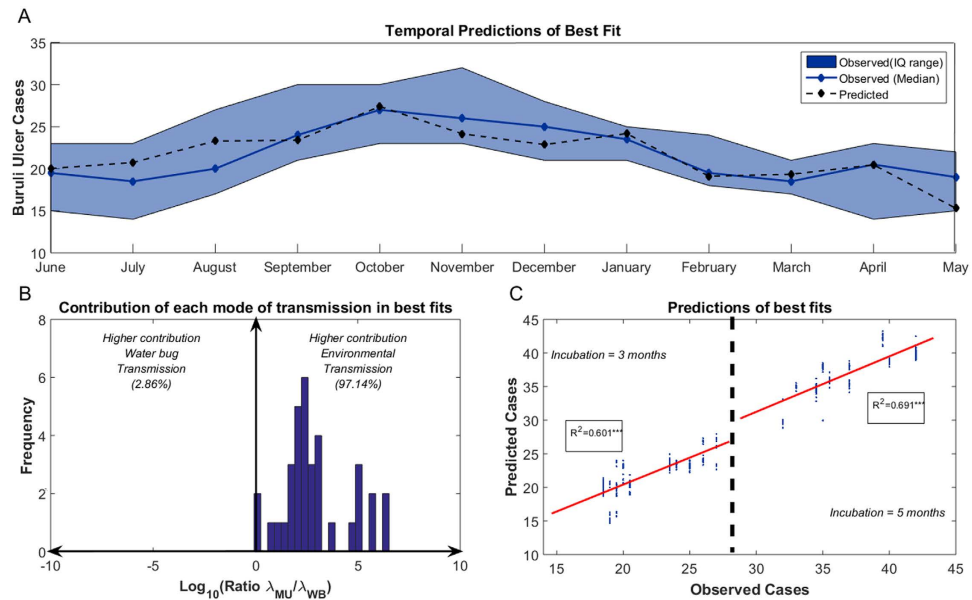 A
Temporal Predictions of Best Fit
35
30
25
20
15
10
Buruli Ulcer Cases
Observed(IQ range)
Observed (Median)
Predicted
June July August September October November December January February March April May
B
Contribution of each mode of transmission in best fits
8
6
4
2
0
Frequency
Higher contribution
Water bug
Transmission
(2.86%)
Higher contribution
Environmental
Transmission
(97.14%)
-10 -5 0 5 10
Log10(Ratio λMU/λWB)
C
Predictions of best fits
45
40
35
30
25
20
15
10
Predicted Cases
Incubation = 3 months
R²=0.601***
R²=0.691***
Incubation = 5 months
15 20 25 30 35 40 45
Observed Cases